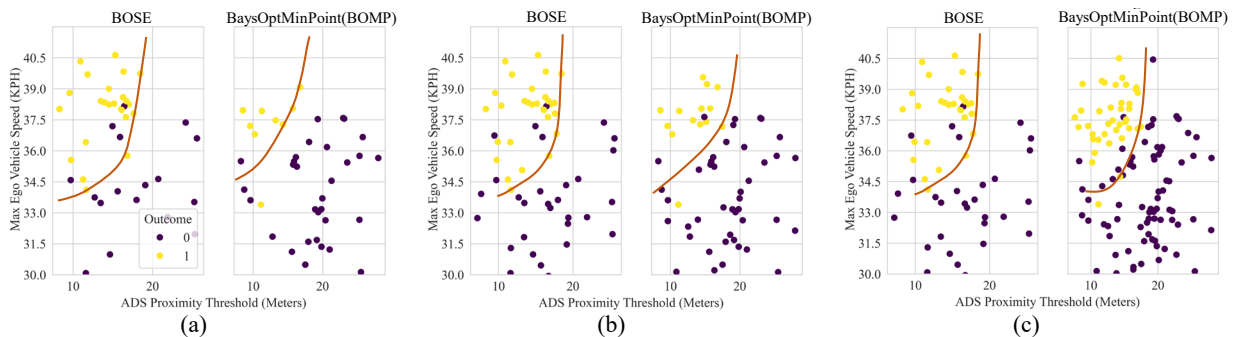 BOSE
BaysOptMinPoint(BOMP)
Max Ego Vehicle Speed (KPH)
40.5
39.0
37.5
36.0
34.5
33.0
31.5
30.0
Outcome
0
1
10
20
10
20
ADS Proximity Threshold (Meters)
(a)
BOSE
BaysOptMinPoint(BOMP)
Max Ego Vehicle Speed (KPH)
40.5
39.0
37.5
36.0
34.5
33.0
31.5
30.0
10
20
10
20
ADS Proximity Threshold (Meters)
(b)
BOSE
BaysOptMinPoint(BOMP)
Max Ego Vehicle Speed (KPH)
40.5
39.0
37.5
36.0
34.5
33.0
31.5
30.0
10
20
10
20
ADS Proximity Threshold (Meters)
(c)